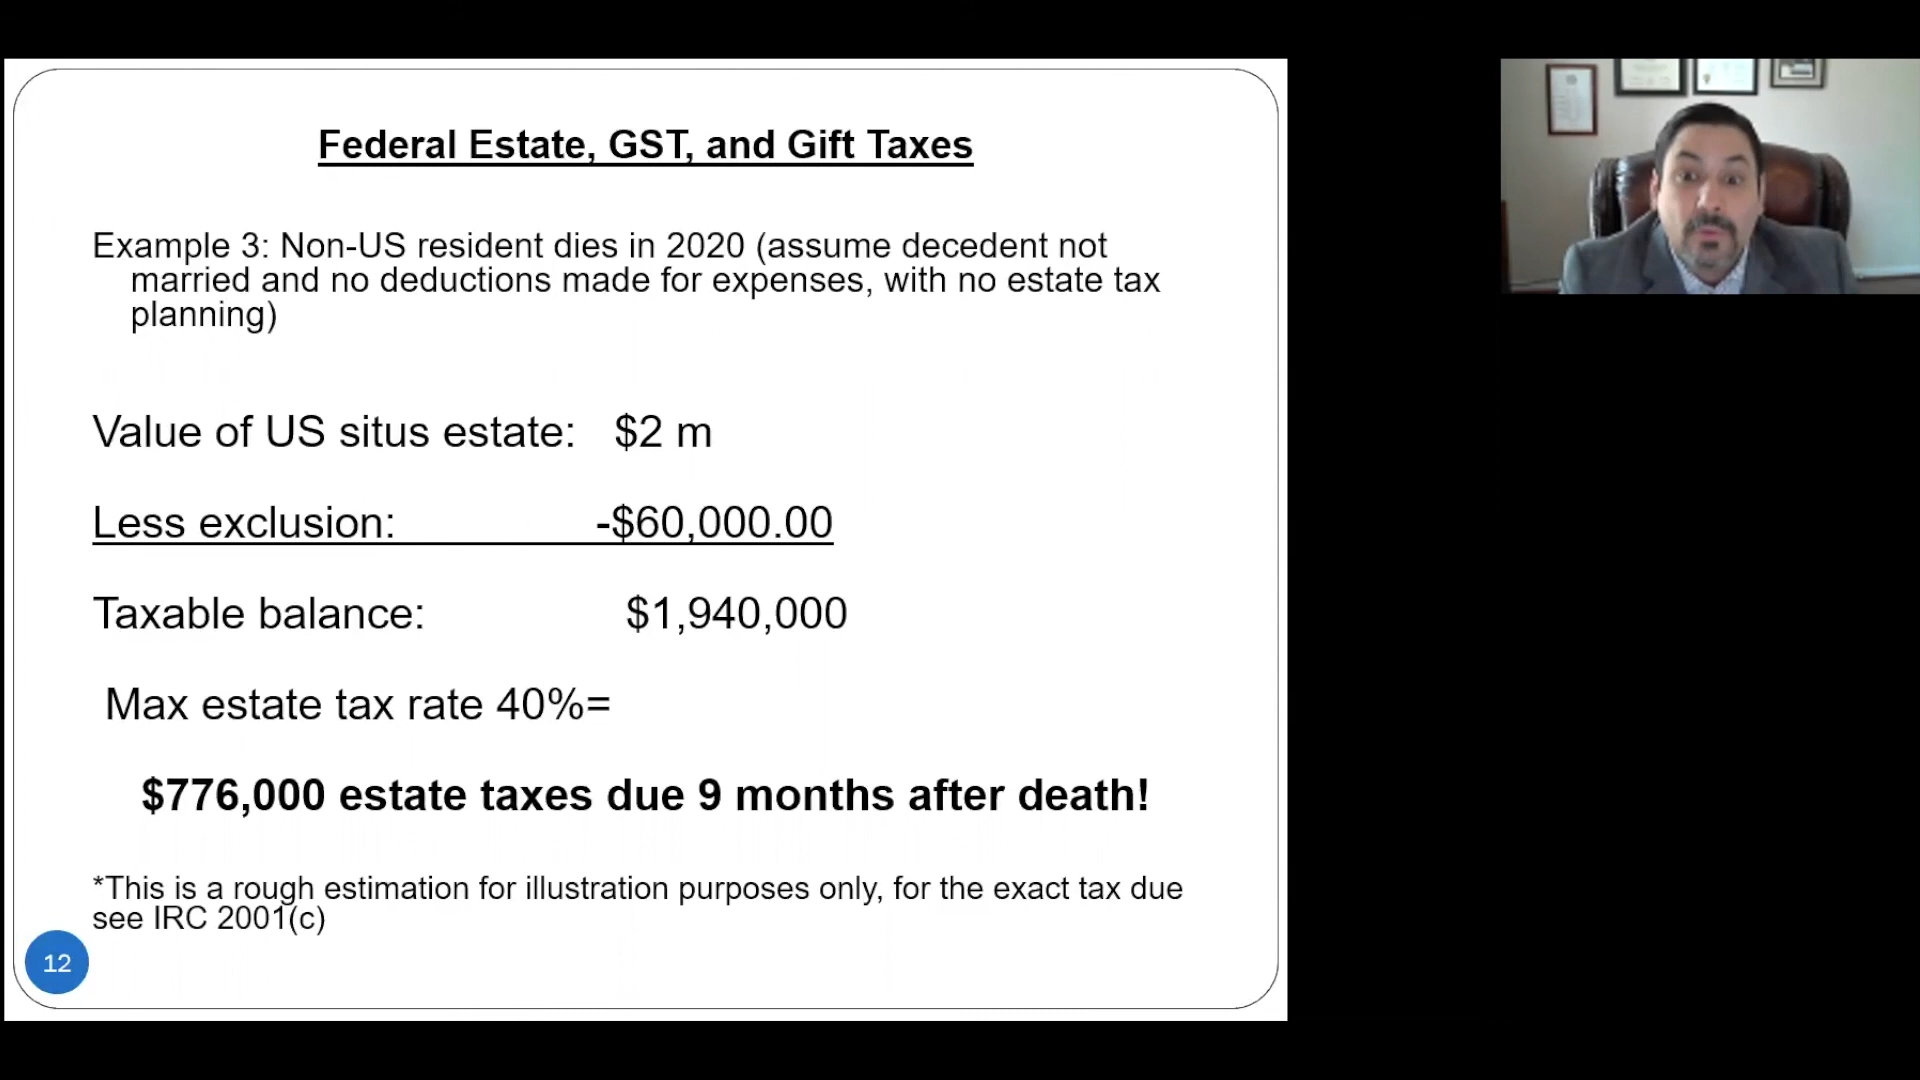 Federal Estate, GST, and Gift Taxes
Example 3: Non-US resident dies in 2020 (assume decedent not
married and no deductions made for expenses, with no estate tax
planning)
Value of US situs estate: $2 m
Less exclusion: -$60,000.00
Taxable balance: $1,940,000
Max estate tax rate 40%=
$776,000 estate taxes due 9 months after death!
*This is a rough estimation for illustration purposes only, for the exact tax due
see IRC 2001(c)
12